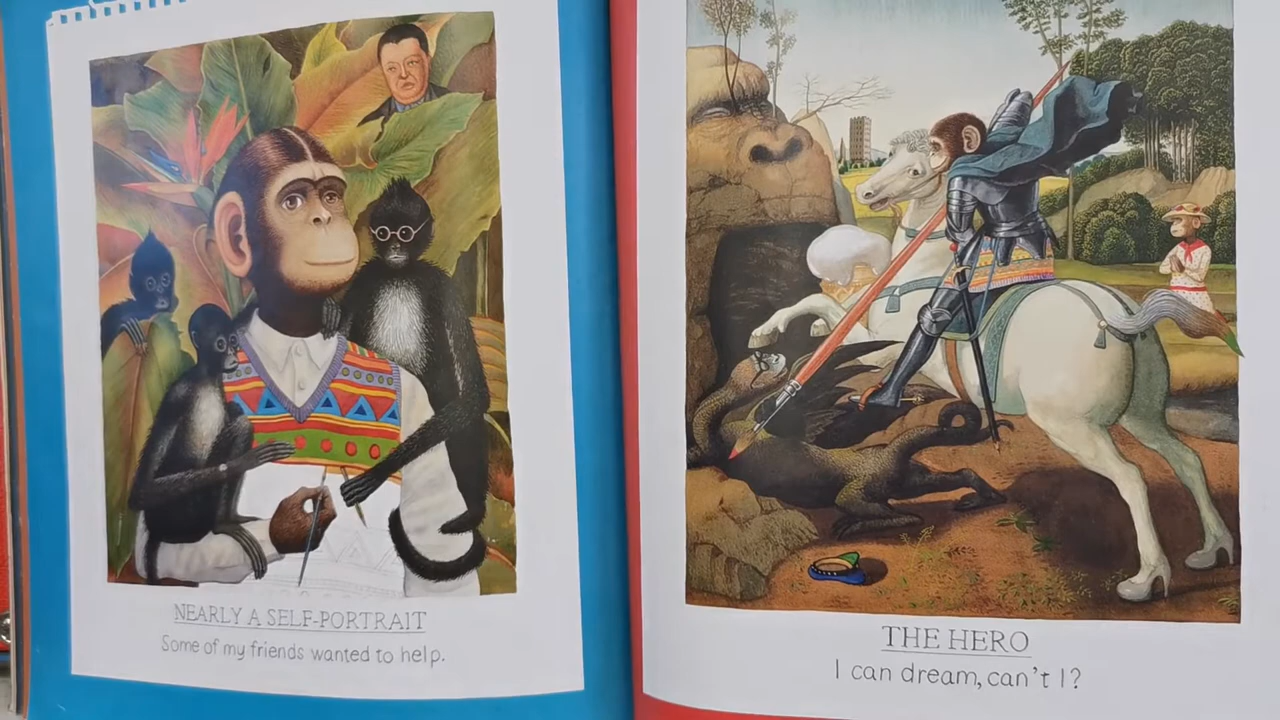 NEARLY A SELF-PORTRAIT
Some of my friends wanted to help.
THE HERO
I can dream, can't I?